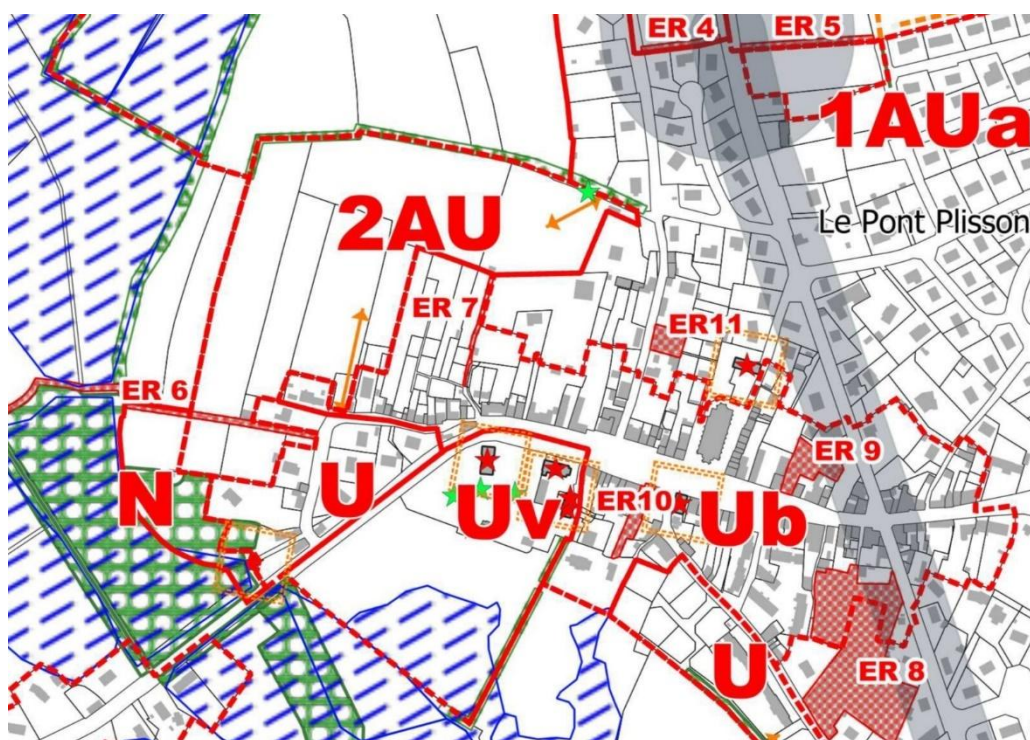 ER 4
ER 5
1AUa
2AU
Le Pont Plisson
ER 7
ER11
ER 6
ER 9
N
U
Uv
ER10
Ub
U
ER 8